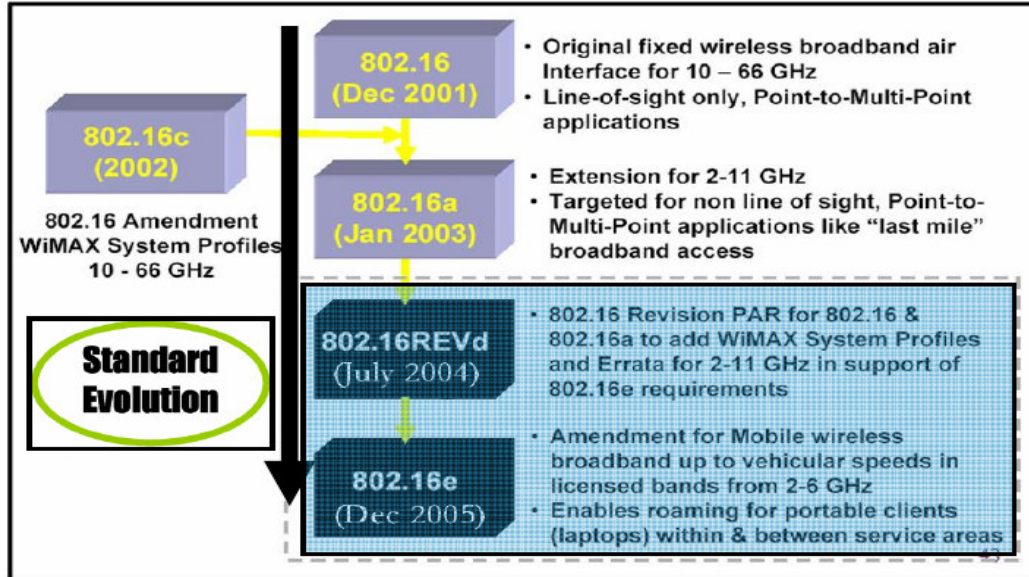 802.16
(Dec 2001)
• Original fixed wireless broadband air
Interface for 10 – 66 GHz
• Line-of-sight only, Point-to-Multi-Point
applications
802.16c
(2002)
802.16 Amendment
WiMAX System Profiles
10 - 66 GHz
802.16a
(Jan 2003)
• Extension for 2-11 GHz
• Targeted for non line of sight, Point-to-
Multi-Point applications like “last mile”
broadband access
Standard
Evolution
802.16REVd
(July 2004)
• 802.16 Revision PAR for 802.16 &
802.16a to add WiMAX System Profiles
and Errata for 2-11 GHz in support of
802.16e requirements
802.16e
(Dec 2005)
• Amendment for Mobile wireless
broadband up to vehicular speeds in
licensed bands from 2-6 GHz
• Enables roaming for portable clients
(laptops) within & between service areas